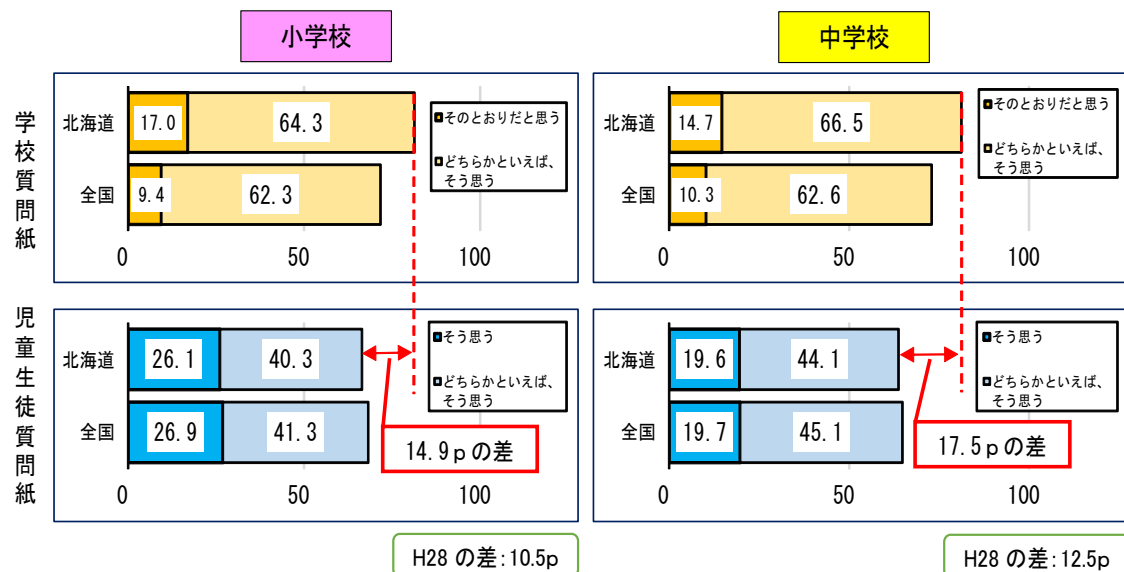 小学校
中学校
学校質問紙
北海道
17.0
64.3
全国
9.4
62.3
0
50
100
そのとおりだと思う
どちらかといえば、
そう思う
北海道
14.7
66.5
全国
10.3
62.6
0
50
100
そのとおりだと思う
どちらかといえば、
そう思う
児童生徒質問紙
北海道
26.1
40.3
全国
26.9
41.3
0
50
100
そう思う
どちらかといえば、
そう思う
14.9pの差
北海道
19.6
44.1
全国
19.7
45.1
0
50
100
そう思う
どちらかといえば、
そう思う
17.5pの差
H28 の差:10.5p
H28 の差:12.5p